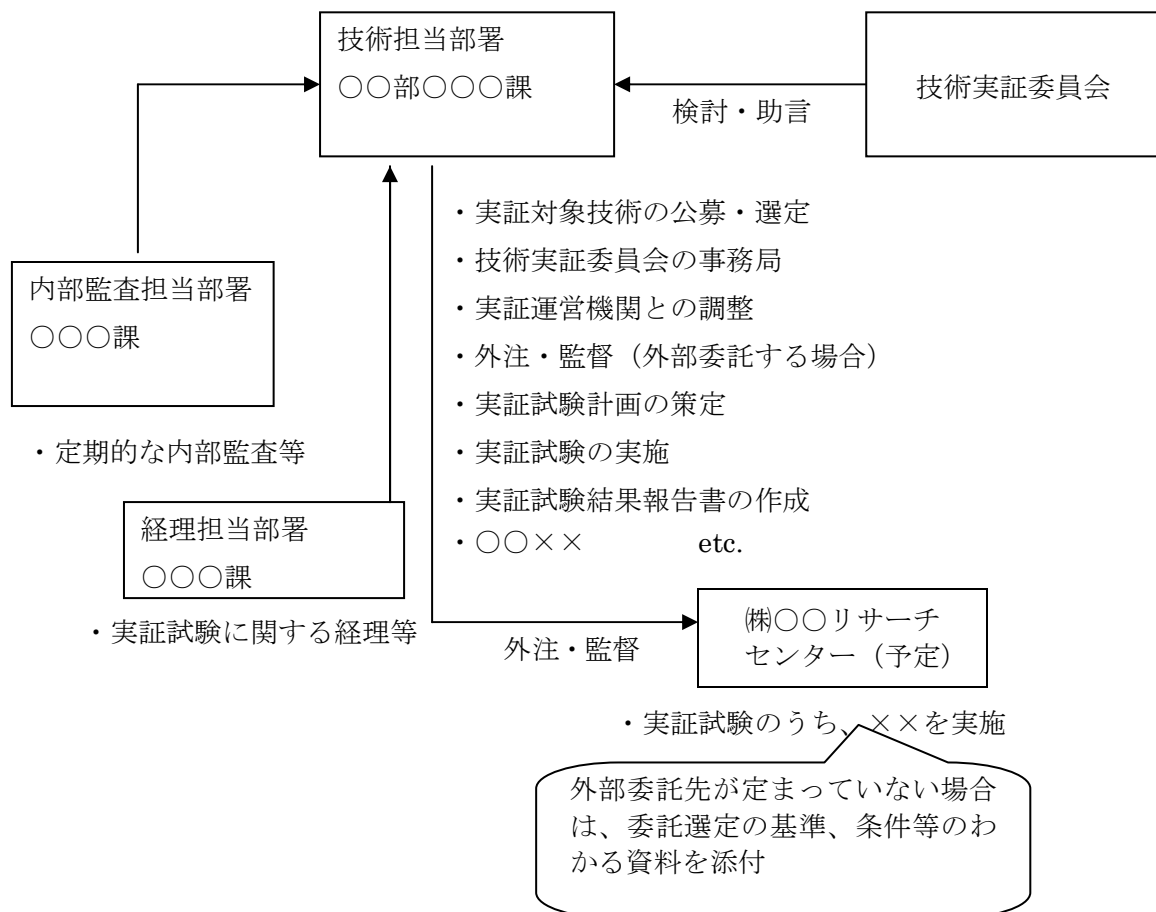 技術担当部署
○○部○○○課
検討・助言
技術実証委員会
・実証対象技術の公募・選定
・技術実証委員会の事務局
・実証運営機関との調整
・外注・監督（外部委託する場合）
・実証試験計画の策定
・実証試験の実施
・実証試験結果報告書の作成
・○○×× etc.
内部監査担当部署
○○○課
・定期的な内部監査等
経理担当部署
○○○課
・実証試験に関する経理等
外注・監督
㈱○○リサーチ
センター（予定）
・実証試験のうち、××を実施
外部委託先が定まっていない場合
は、委託選定の基準、条件等のわ
かる資料を添付